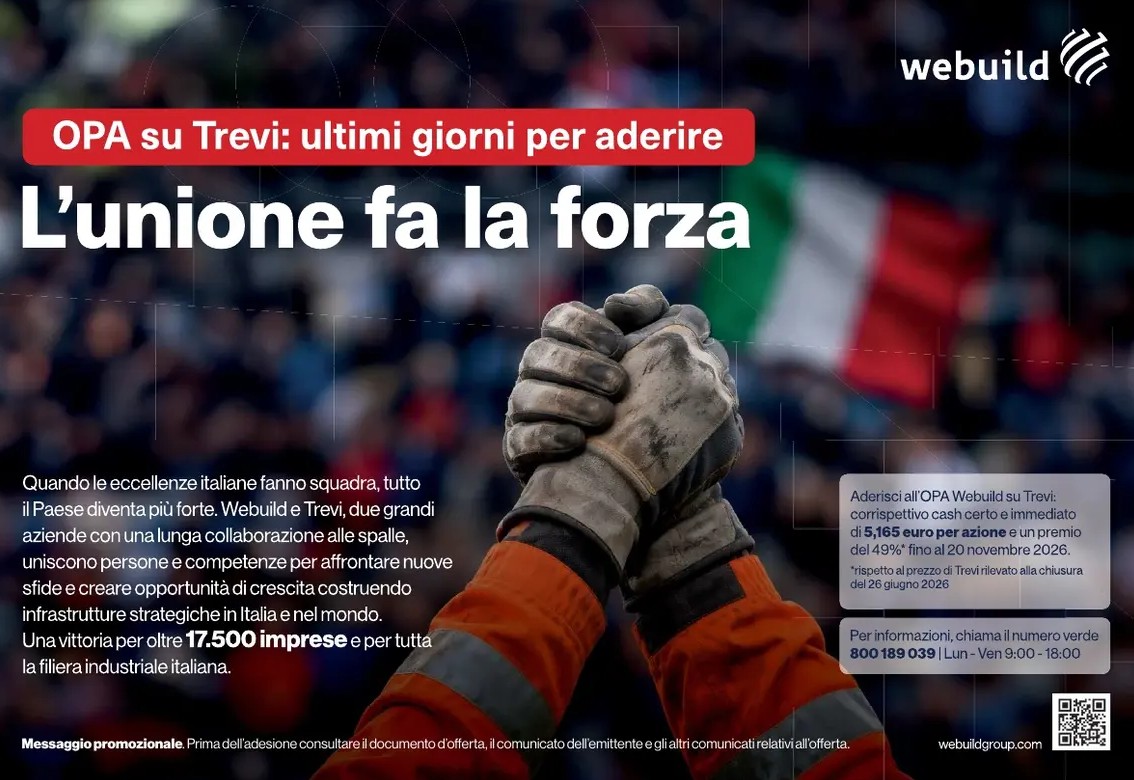 webuild
OPA su Trevi: ultimi giorni per aderire
L'unione fa la forza
Quando le eccellenze italiane fanno squadra, tutto
il Paese diventa più forte. Webuild e Trevi, due grandi
aziende con una lunga collaborazione alle spalle,
uniscono persone e competenze per affrontare nuove
sfide e creare opportunità di crescita costruendo
infrastrutture strategiche in Italia e nel mondo.
Una vittoria per oltre 17.500 imprese e per tutta
la filiera industriale italiana.
Aderisci all'OPA Webuild su Trevi:
corrispettivo cash certo e immediato
di 5,165 euro per azione e un premio
del 49%* fino al 20 novembre 2026.
*rispetto al prezzo di Trevi rilevato alla chiusura
del 26 giugno 2026
Per informazioni, chiama il numero verde
800 189 039 | Lun - Ven 9:00 - 18:00
Messaggio promozionale. Prima dell'adesione consultare il documento d'offerta, il comunicato dell'emittente e gli altri comunicati relativi all'offerta.
webuildgroup.com